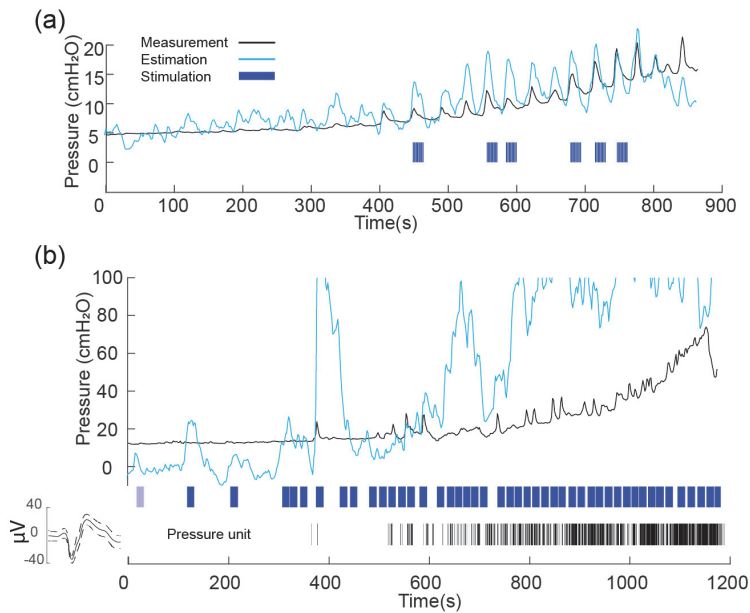 (a)
Measurement
Estimation
Stimulation
Pressure (cmH₂O)
20
15
10
5
0
0 100 200 300 400 500 600 700 800 900
Time(s)
(b)
Pressure (cmH₂O)
100
80
60
40
20
0
μV
40
0
-40
Pressure unit
0 200 400 600 800 1000 1200
Time(s)